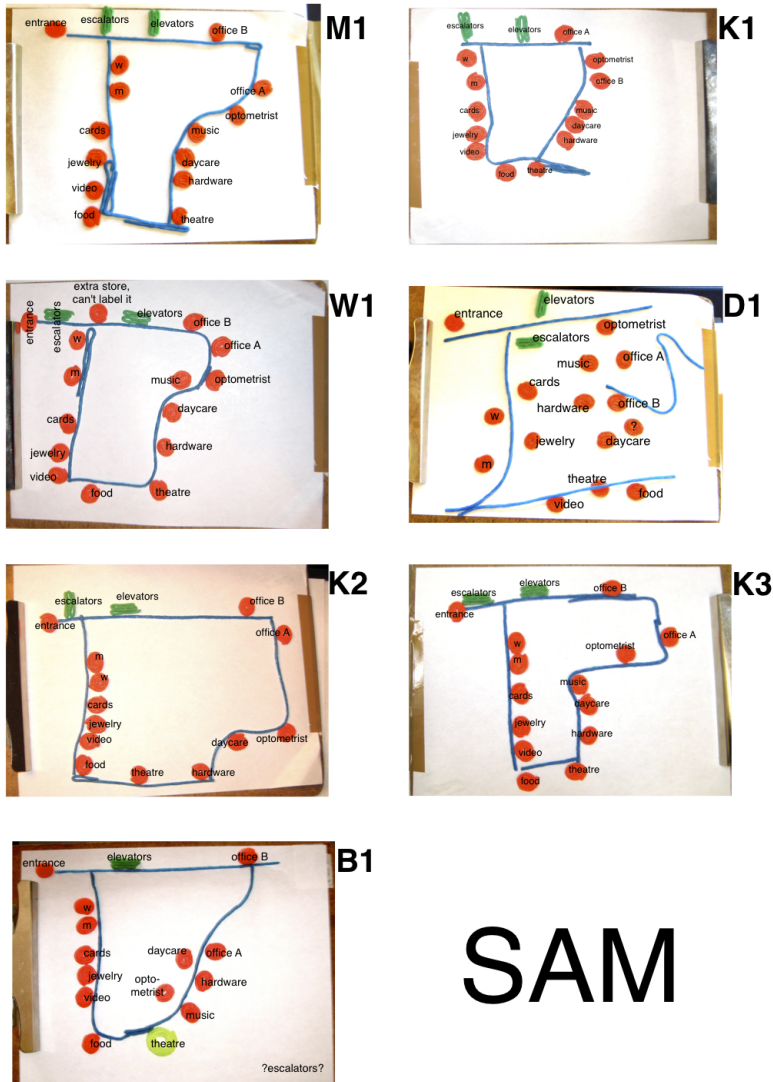 M1
entrance
escalators
elevators
office B
w
m
office A
optometrist
cards
music
jewelry
daycare
hardware
video
food
theatre
K1
escalators
elevators
office A
w
optometrist
m
office B
cards
music
daycare
jewelry
hardware
video
food
theatre
W1
extra store,
can't label it
entrance
escalators
elevators
office B
w
office A
m
music
optometrist
cards
daycare
jewelry
hardware
video
food
theatre
D1
elevators
entrance
optometrist
escalators
music
office A
cards
hardware
office B
w
?
jewelry
daycare
m
theatre
food
video
K2
escalators
elevators
office B
entrance
office A
m
w
cards
jewelry
video
daycare
optometrist
food
theatre
hardware
K3
escalators
elevators
office B
entrance
office A
w
optometrist
m
music
cards
daycare
jewelry
hardware
video
theatre
food
B1
entrance
elevators
office B
w
m
cards
daycare
office A
jewelry
opto-
metrist
hardware
video
music
food
theatre
?escalators?
SAM